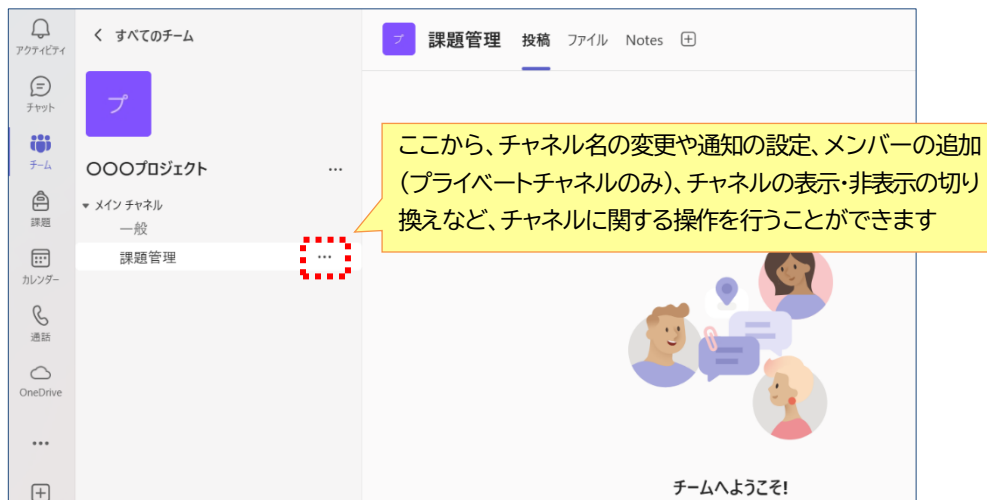 アクティビティ
チャット
チーム
課題
カレンダー
通話
OneDrive
すべてのチーム
プ
〇〇〇プロジェクト
メイン チャネル
一般
課題管理
プ 課題管理 投稿 ファイル Notes
ここから、チャネル名の変更や通知の設定、メンバーの追加
(プライベートチャネルのみ)、チャネルの表示・非表示の切り
換えなど、チャネルに関する操作を行うことができます
チームへようこそ!